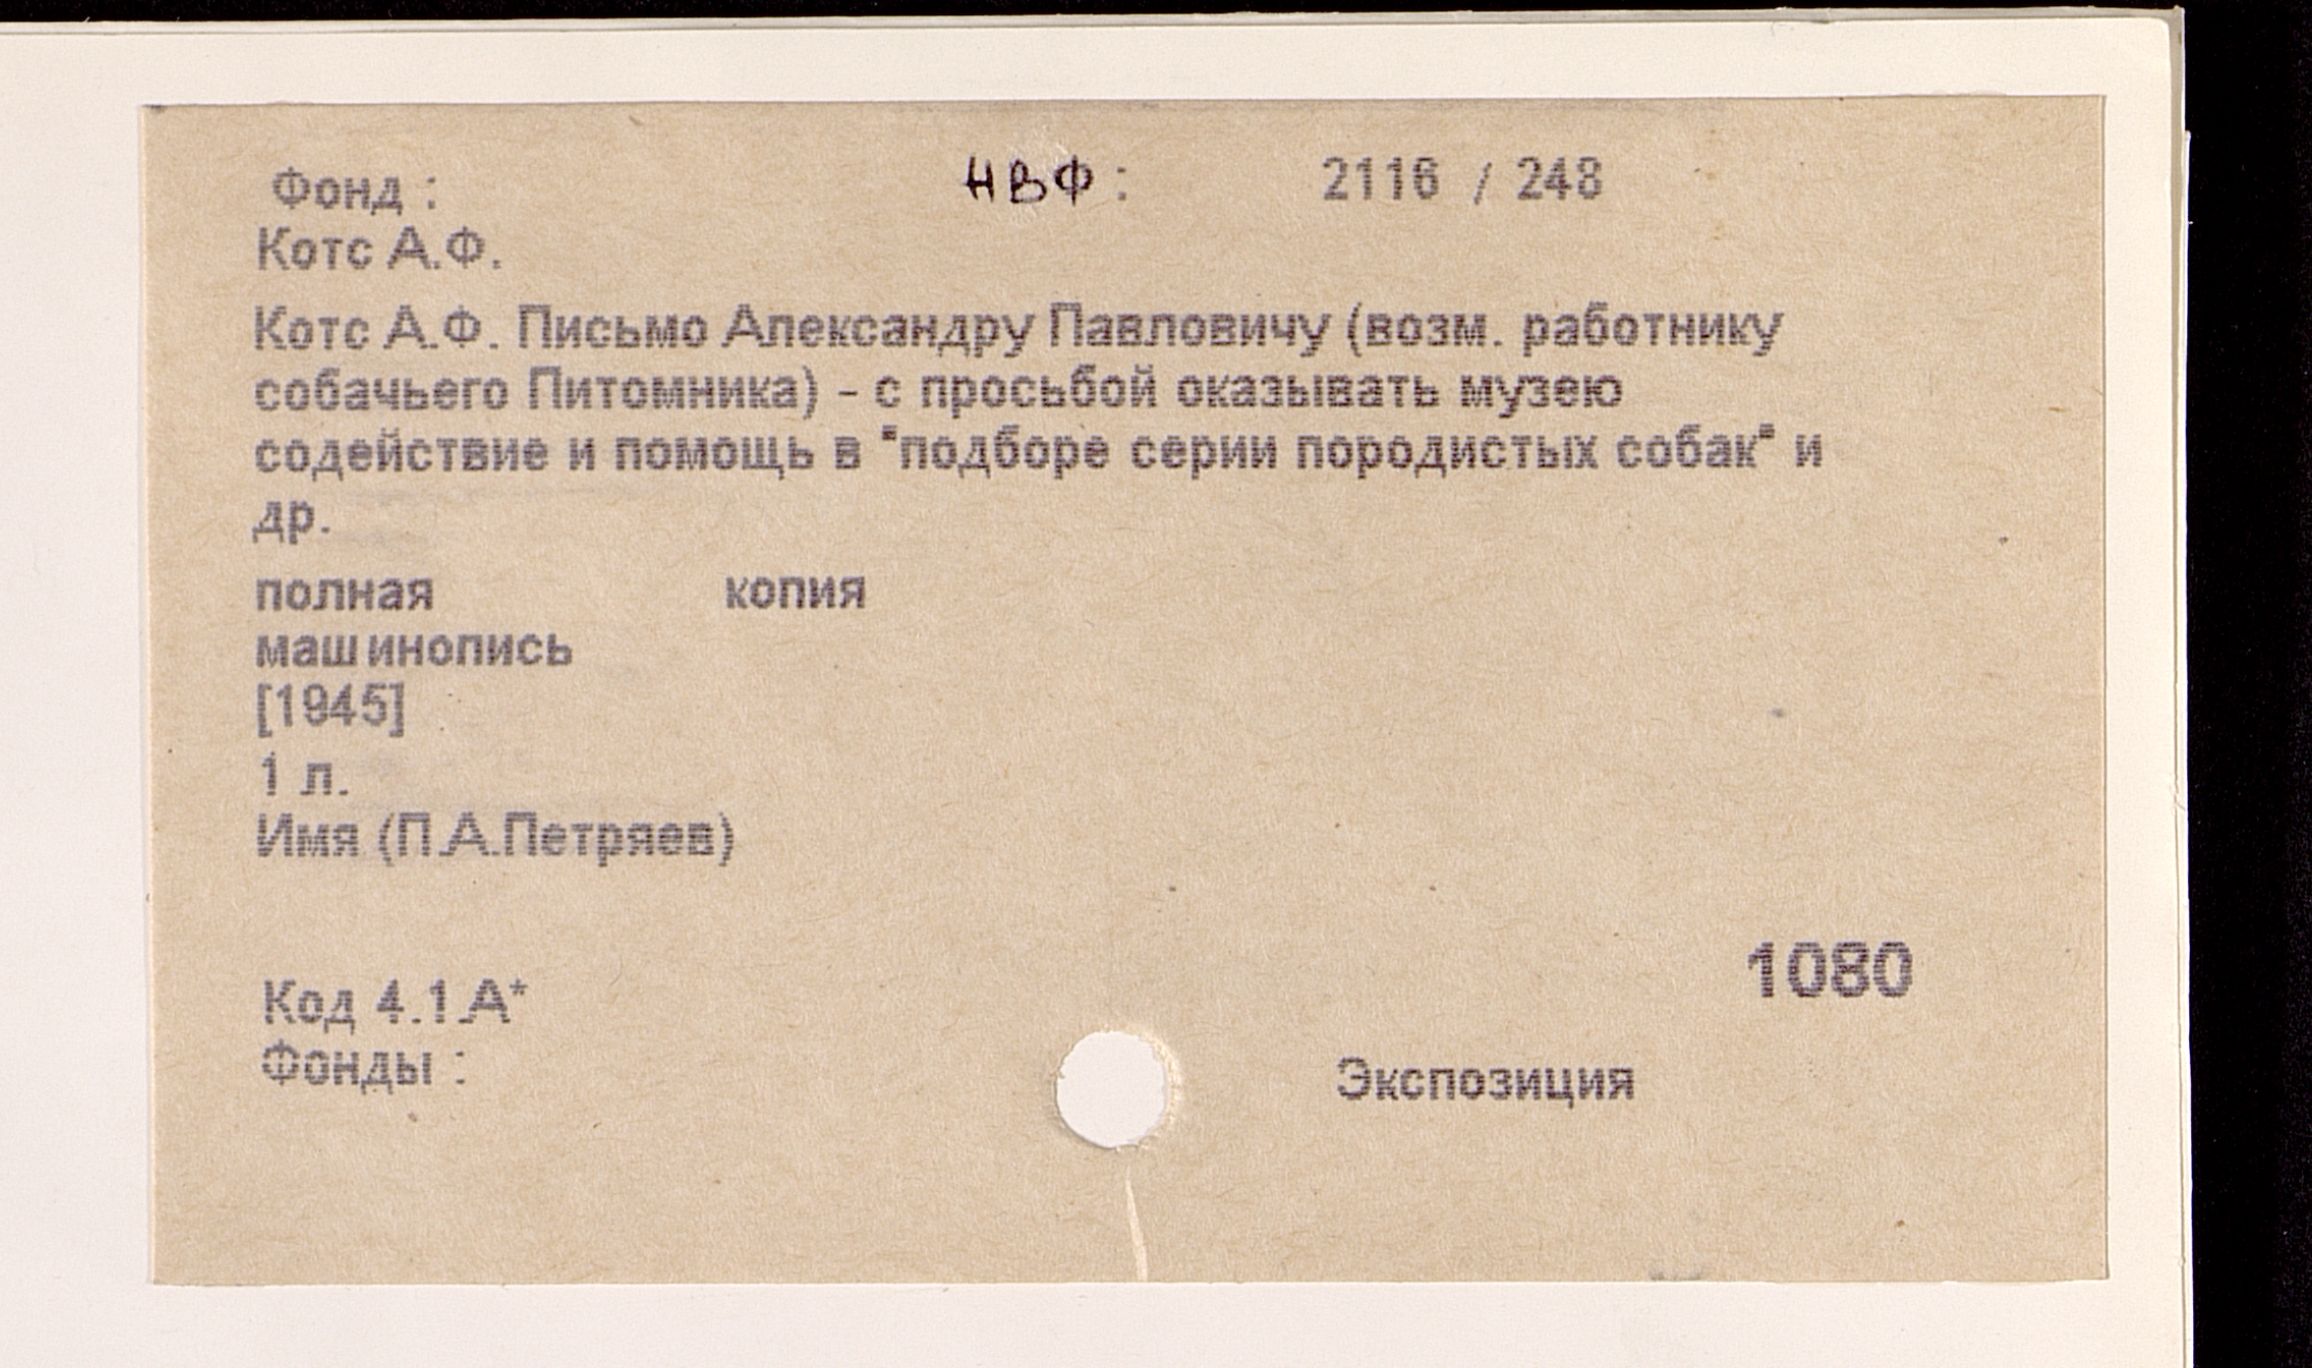 Фонд : НВФ : 2116 / 248
Котс А.Ф.
Котс А.Ф. Письмо Александру Павловичу (возм. работнику
собачьего Питомника) - с просьбой оказывать музею
содействие и помощь в "подборе серии породистых собак" и
др.
полная копия
машинопись
[1945]
1 л.
Имя (П.А.Петряев)
1080
Код 4.1.А*
Фонды : Экспозиция